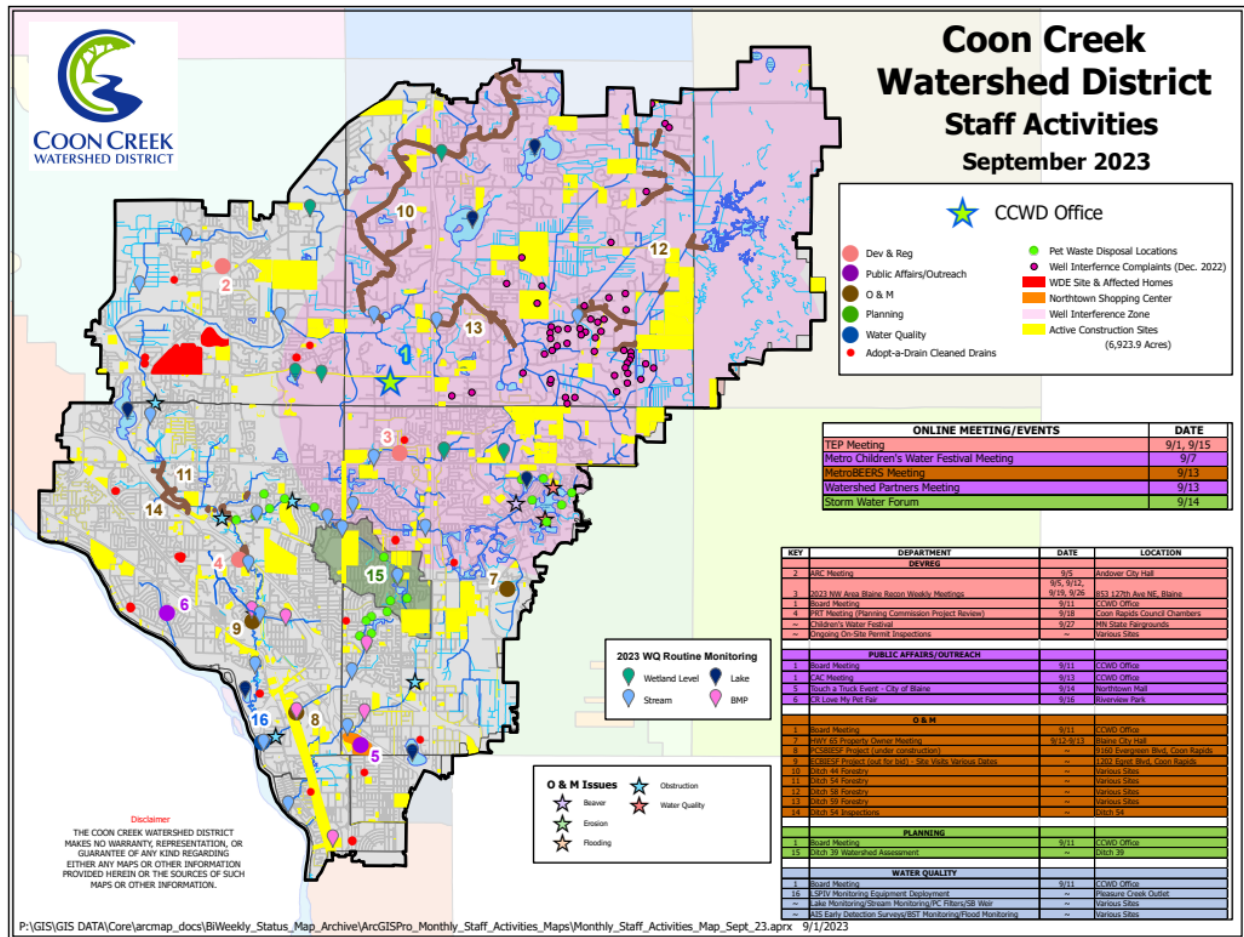 COON CREEK
WATERSHED DISTRICT
Coon Creek
Watershed District
Staff Activities
September 2023
CCWD Office
Dev & Reg
Public Affairs/Outreach
O & M
Planning
Water Quality
Adopt-a-Drain Cleaned Drains
Pet Waste Disposal Locations
Well Interfernce Complaints (Dec. 2022)
WDE Site & Affected Homes
Northtown Shopping Center
Well Interference Zone
Active Construction Sites
(6,923.9 Acres)
10
12
2
13
1
3
11
14
15
4
7
6
9
16
8
5
ONLINE MEETING/EVENTS DATE
TEP Meeting 9/1, 9/15
Metro Children's Water Festival Meeting 9/7
MetroBEERS Meeting 9/13
Watershed Partners Meeting 9/13
Storm Water Forum 9/14
KEY DEPARTMENT DATE LOCATION
DEVREG
2 ARC Meeting 9/5 Andover City Hall
3 2023 NW Area Blaine Recon Weekly Meetings 9/5, 9/12, 9/19, 9/26 853 127th Ave NE, Blaine
1 Board Meeting 9/11 CCWD Office
4 PRT Meeting (Planning Commission Project Review) 9/18 Coon Rapids Council Chambers
~ Children's Water Festival 9/27 MN State Fairgrounds
~ Ongoing On-Site Permit Inspections ~ Various Sites
PUBLIC AFFAIRS/OUTREACH
1 Board Meeting 9/11 CCWD Office
1 CAC Meeting 9/13 CCWD Office
5 Touch a Truck Event - City of Blaine 9/14 Northtown Mall
6 CR Love My Pet Fair 9/16 Riverview Park
O & M
1 Board Meeting 9/11 CCWD Office
7 HWY 65 Property Owner Meeting 9/12-9/13 Blaine City Hall
8 PCSBIESF Project (under construction) ~ 9160 Evergreen Blvd, Coon Rapids
9 ECBIESF Project (out for bid) - Site Visits Various Dates ~ 1202 Egret Blvd, Coon Rapids
10 Ditch 44 Forestry ~ Various Sites
11 Ditch 54 Forestry ~ Various Sites
12 Ditch 58 Forestry ~ Various Sites
13 Ditch 59 Forestry ~ Various Sites
14 Ditch 54 Inspections ~ Ditch 54
PLANNING
1 Board Meeting 9/11 CCWD Office
15 Ditch 39 Watershed Assessment ~ Ditch 39
WATER QUALITY
1 Board Meeting 9/11 CCWD Office
16 LSPIV Monitoring Equipment Deployment ~ Pleasure Creek Outlet
~ Lake Monitoring/Stream Monitoring/PC Filters/SB Weir ~ Various Sites
~ AIS Early Detection Surveys/BST Monitoring/Flood Monitoring ~ Various Sites
2023 WQ Routine Monitoring
Wetland Level
Lake
Stream
BMP
O & M Issues
Beaver
Erosion
Flooding
Obstruction
Water Quality
Disclaimer
THE COON CREEK WATERSHED DISTRICT
MAKES NO WARRANTY, REPRESENTATION, OR
GUARANTEE OF ANY KIND REGARDING
EITHER ANY MAPS OR OTHER INFORMATION
PROVIDED HEREIN OR THE SOURCES OF SUCH
MAPS OR OTHER INFORMATION.
P:\GIS\GIS DATA\Core\arcmap_docs\BiWeekly_Status_Map_Archive\ArcGISPro_Monthly_Staff_Activities_Maps\Monthly_Staff_Activities_Map_Sept_23.aprx 9/1/2023